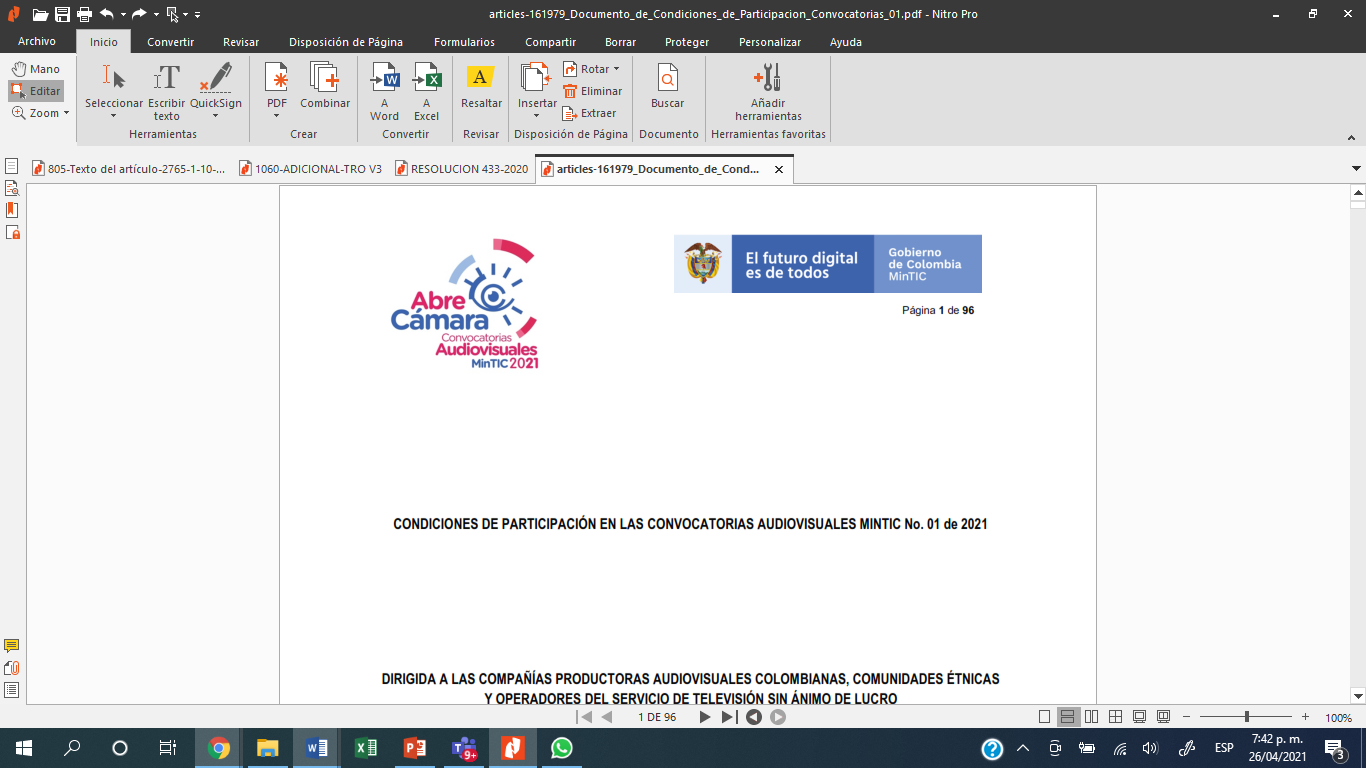 articles-161979_Documento_de_Condiciones_de_Participacion_Convocatorias_01.pdf - Nitro Pro
Archivo Inicio Convertir Revisar Disposición de Página Formularios Compartir Borrar Proteger Personalizar Ayuda
Mano
Editar
Zoom
Seleccionar
Escribir
texto
QuickSign
Herramientas
PDF
Combinar
Crear
A
Word
A
Excel
Convertir
Resaltar
Revisar
Insertar
Rotar
Eliminar
Extraer
Disposición de Página
Buscar
Documento
Añadir
herramientas
Herramientas favoritas
805-Texto del artículo-2765-1-10-... 1060-ADICIONAL-TRO V3 RESOLUCION 433-2020 articles-161979_Documento_de_Cond...
Abre
Cámara
Convocatorias
Audiovisuales
MinTIC 2021
El futuro digital
es de todos
Gobierno
de Colombia
MinTIC
Página 1 de 96
CONDICIONES DE PARTICIPACIÓN EN LAS CONVOCATORIAS AUDIOVISUALES MINTIC No. 01 de 2021
DIRIGIDA A LAS COMPAÑÍAS PRODUCTORAS AUDIOVISUALES COLOMBIANAS, COMUNIDADES ÉTNICAS
Y OPERADORES DEL SERVICIO DE TELEVISIÓN SIN ÁNIMO DE LUCRO
1 DE 96
100%
9+
ESP
7:42 p. m.
26/04/2021
3